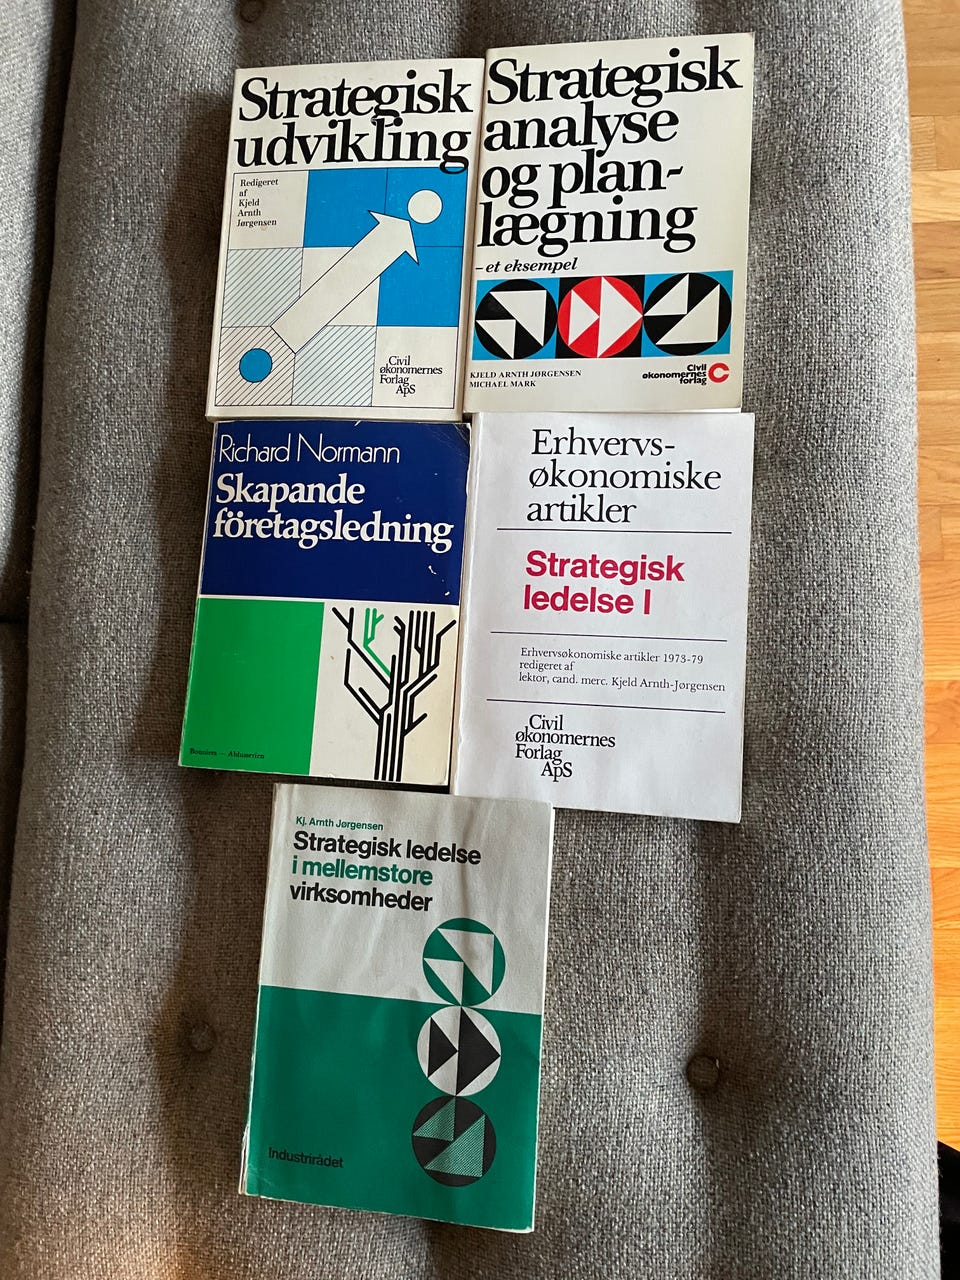 Strategisk
udvikling
Redigeret
af
Kjeld
Arnth
Jørgensen
Civil
økonomernes
Forlag
ApS
Strategisk
analyse
og plan-
lægning
– et eksempel
KJELD ARNTH JØRGENSEN
MICHAEL MARK
Civil
økonomernes
forlag
Richard Normann
Skapande
företagsledning
Bonniers — Aldusserien
Erhvervs-
økonomiske
artikler
Strategisk
ledelse I
Erhvervsøkonomiske artikler 1973-79
redigeret af
lektor, cand. merc. Kjeld Arnth-Jørgensen
Civil
økonomernes
Forlag
ApS
Kj. Arnth Jørgensen
Strategisk ledelse
i mellemstore
virksomheder
Industrirådet